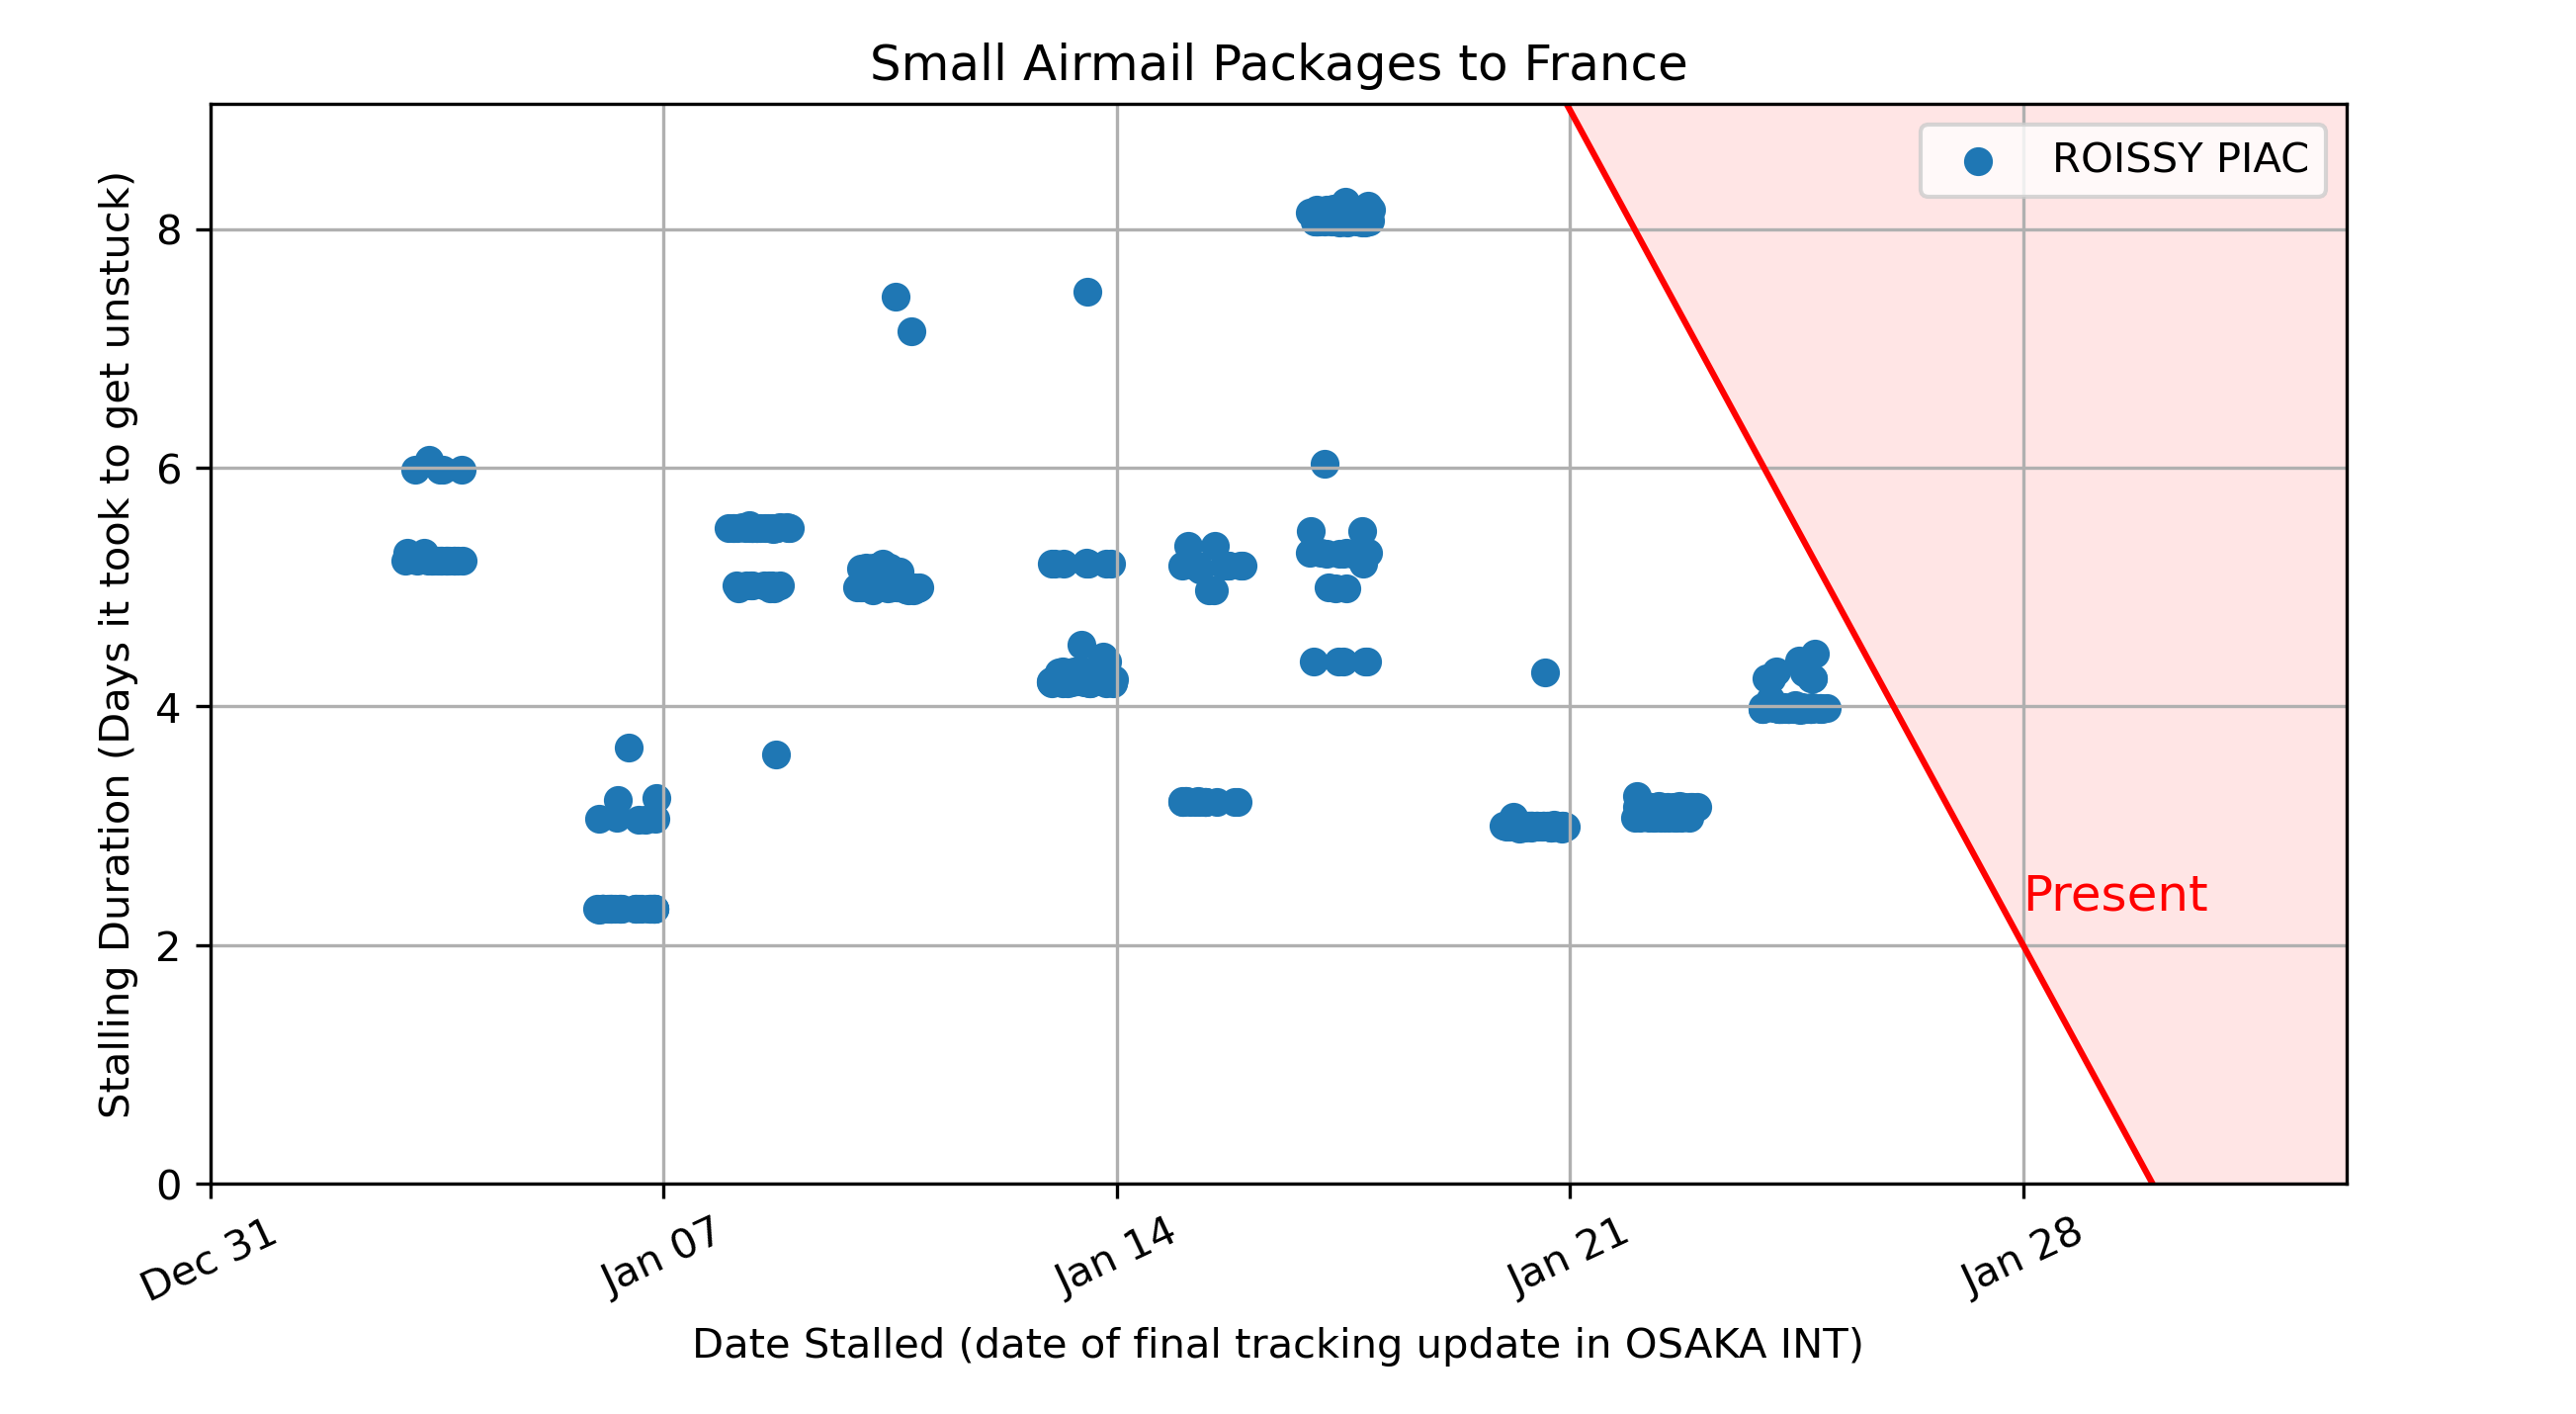 Small Airmail Packages to France
ROISSY PIAC
Stalling Duration (Days it took to get unstuck)
8
6
4
2
0
Present
Dec 31
Jan 07
Jan 14
Jan 21
Jan 28
Date Stalled (date of final tracking update in OSAKA INT)